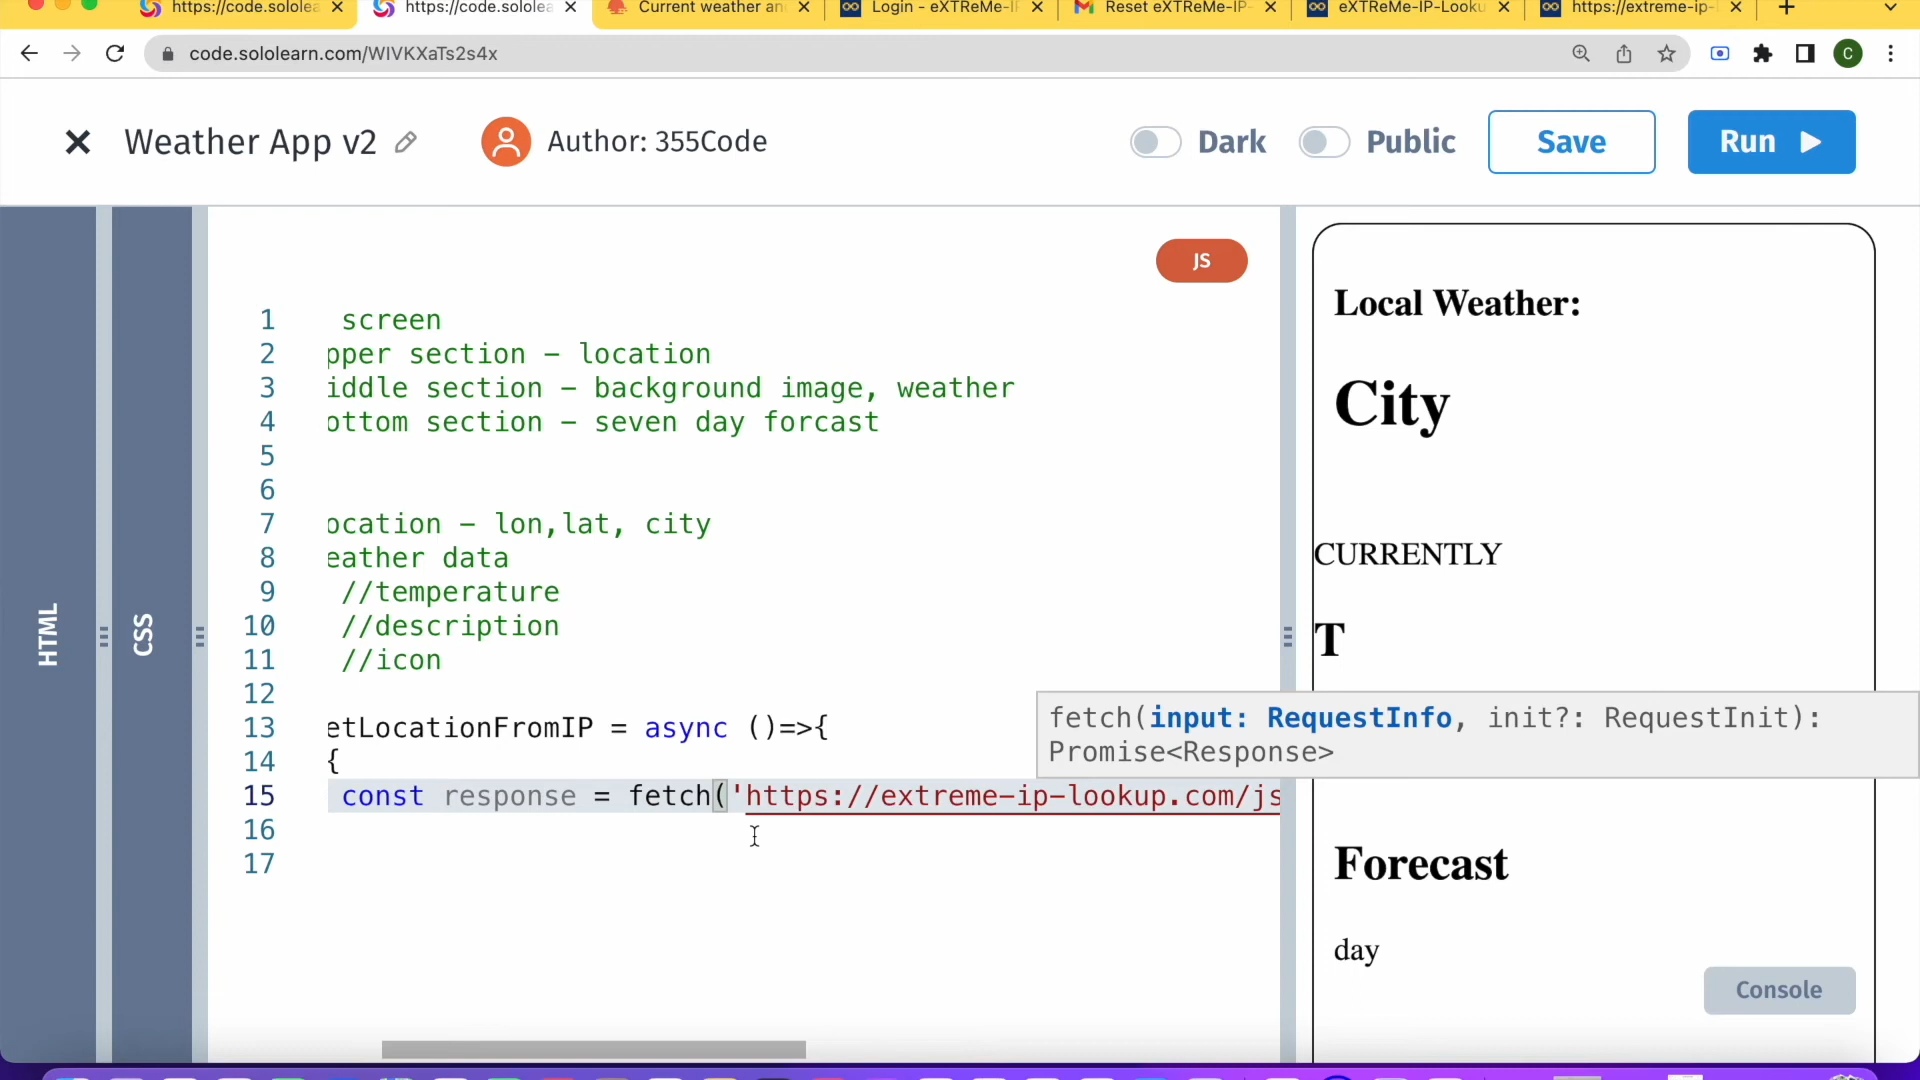 https://code.solole
https://code.sololea
Current weather an
Login - eXTReMe-IP
Reset eXTReMe-IP-
eXTReMe-IP-Looku
https://extreme-ip-
code.sololearn.com/WIVKXaTs2s4x
C
Weather App v2
Author: 355Code
Dark
Public
Save
Run
HTML
CSS
JS
1 screen
2 pper section - location
3 iddle section - background image, weather
4 ottom section - seven day forcast
5
6
7 ocation - lon,lat, city
8 eather data
9 //temperature
10 //description
11 //icon
12
13 etLocationFromIP = async ()=>{
14 {
15 const response = fetch('https://extreme-ip-lookup.com/js
16
17
fetch(input: RequestInfo, init?: RequestInit):
Promise<Response>
Local Weather:
City
CURRENTLY
T
Forecast
day
Console